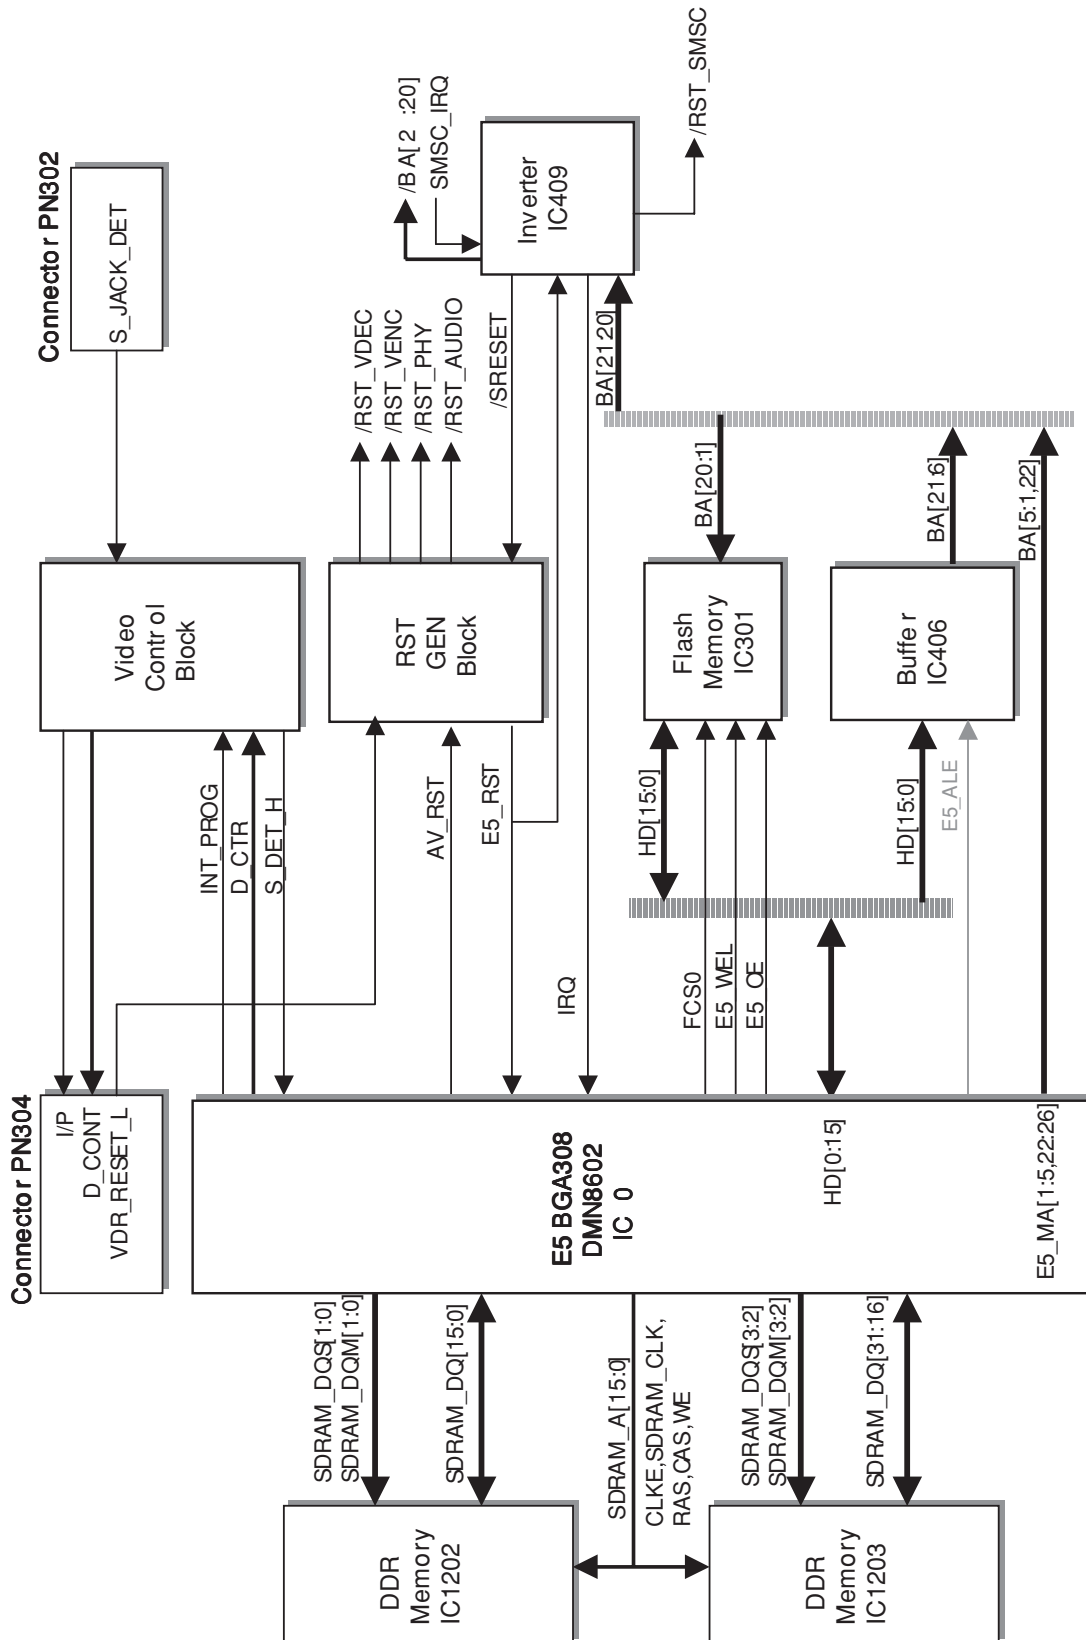 Connector PN304
I/P
D_CONT
VDR_RESET_L
Connector PN302
S_JACK_DET
Video
Control
Block
INT_PROG
D_CTR
S_DET_H
RST
GEN
Block
/RST_VDEC
/RST_VENC
/RST_PHY
/RST_AUDIO
AV_RST
E5_RST
/SRESET
IRQ
/BA[2 :20]
SMSC_IRQ
Inverter
IC409
/RST_SMSC
BA[21:20]
DDR
Memory
IC1202
SDRAM_DQS[1:0]
SDRAM_DQM[1:0]
SDRAM_DQ[15:0]
SDRAM_A[15:0]
CLKE,SDRAM_CLK,
RAS,CAS,WE
DDR
Memory
IC1203
SDRAM_DQS[3:2]
SDRAM_DQM[3:2]
SDRAM_DQ[31:16]
E5 BGA308
DMN8602
IC 0
HD[0:15]
E5_MA[1:5,22:26]
FCS0
E5_WEL
E5_OE
HD[15:0]
Flash
Memory
IC301
BA[20:1]
HD[15:0]
E5_ALE
Buffer
IC406
BA[21:6]
BA[5:1,22]